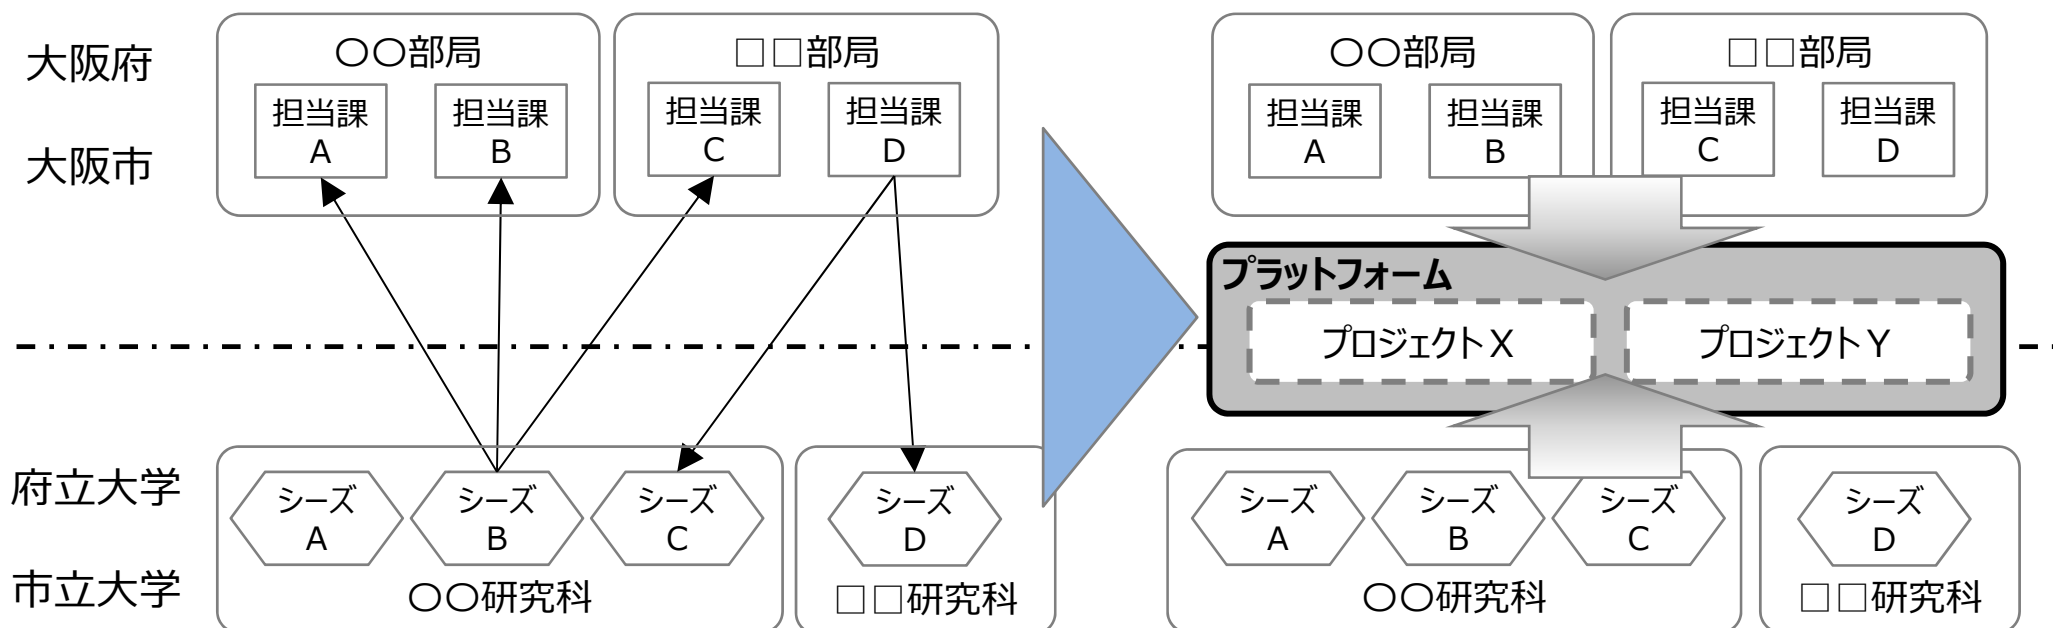 大阪府
大阪市
〇〇部局
担当課
A
担当課
B
□□部局
担当課
C
担当課
D
府立大学
市立大学
シーズ
A
シーズ
B
シーズ
C
〇〇研究科
シーズ
D
□□研究科
〇〇部局
担当課
A
担当課
B
□□部局
担当課
C
担当課
D
プラットフォーム
プロジェクトX
プロジェクトY
シーズ
A
シーズ
B
シーズ
C
〇〇研究科
シーズ
D
□□研究科